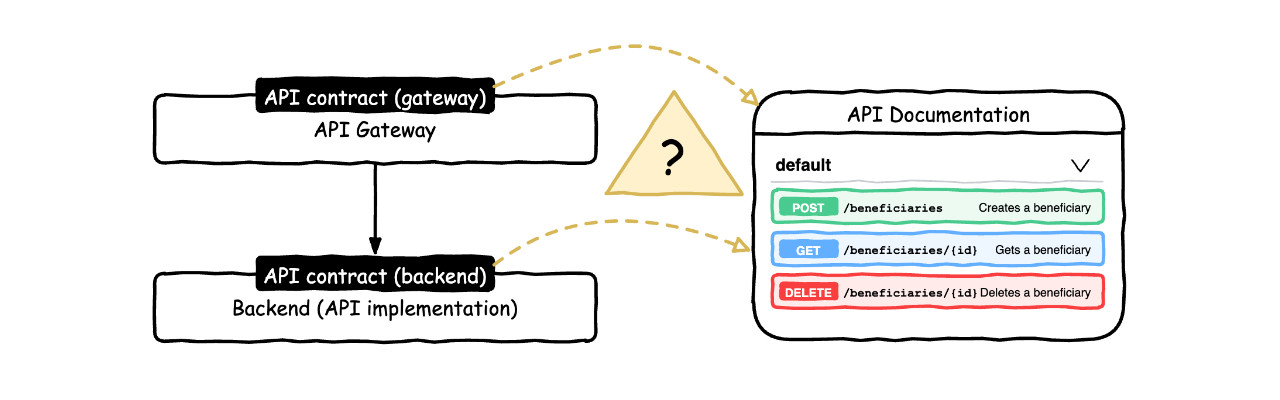 API contract (gateway)
API Gateway
API contract (backend)
Backend (API implementation)
?
API Documentation
default
POST /beneficiaries Creates a beneficiary
GET /beneficiaries/{id} Gets a beneficiary
DELETE /beneficiaries/{id} Deletes a beneficiary